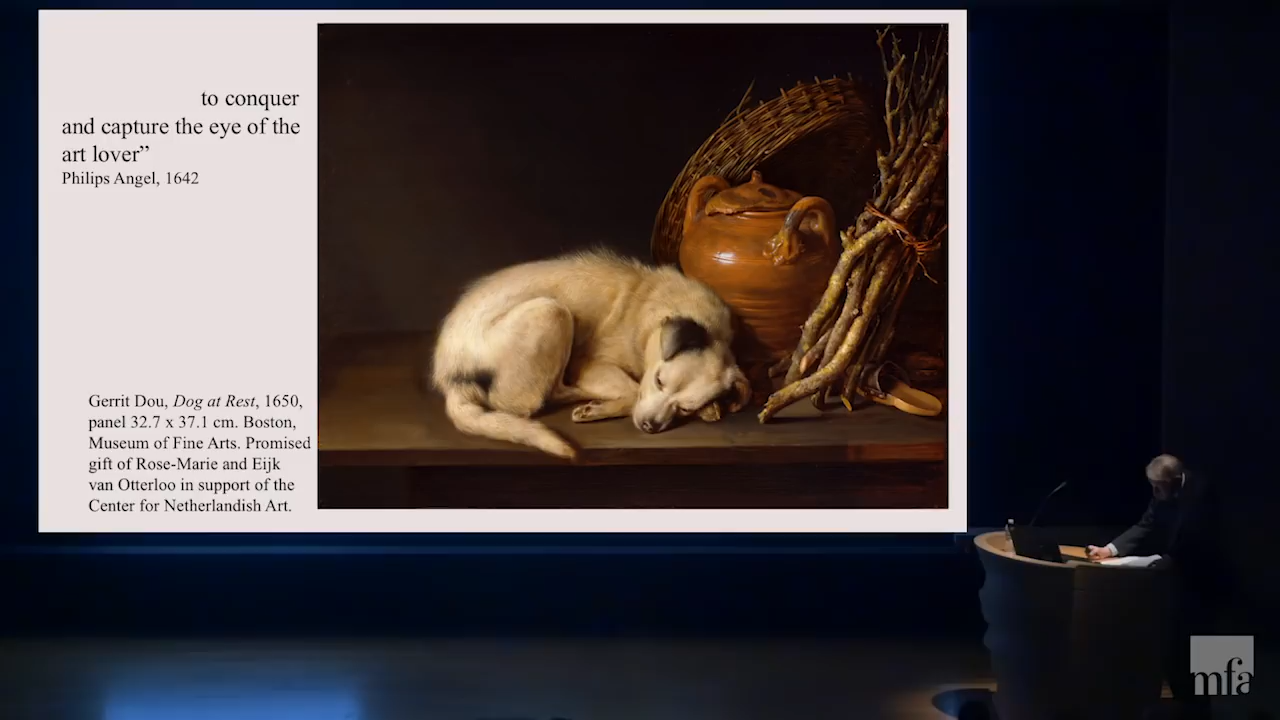 to conquer
and capture the eye of the
art lover”
Philips Angel, 1642
Gerrit Dou, Dog at Rest, 1650,
panel 32.7 x 37.1 cm. Boston,
Museum of Fine Arts. Promised
gift of Rose-Marie and Eijk
van Otterloo in support of the
Center for Netherlandish Art.
mfa